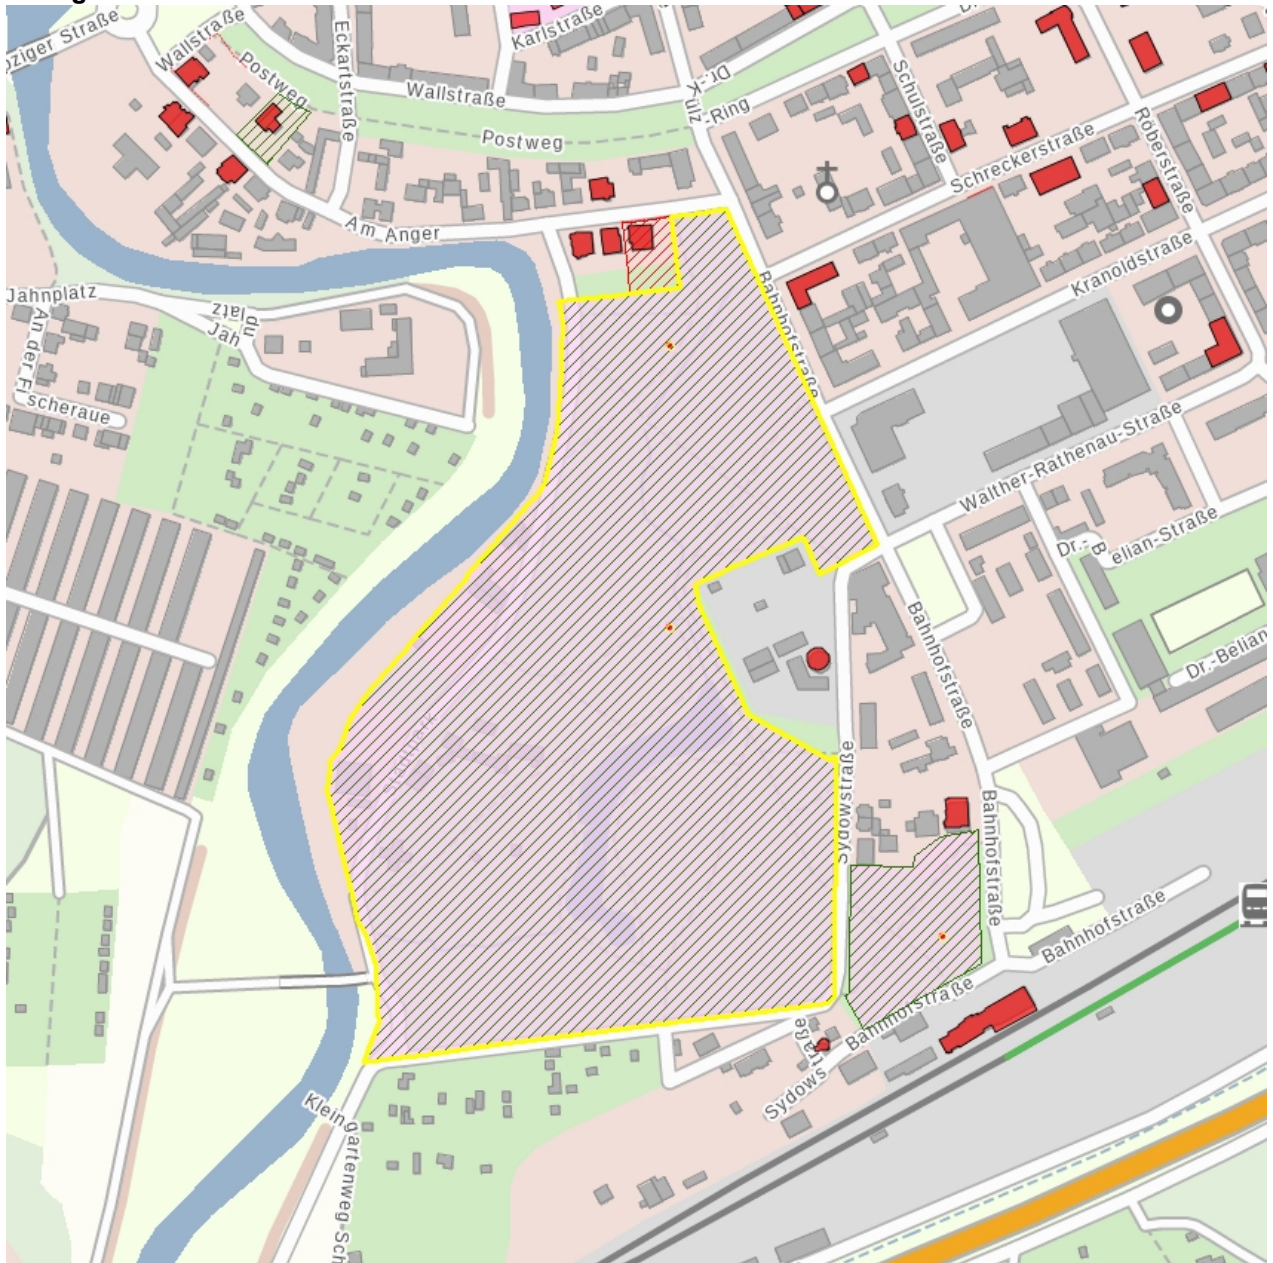 Wallstraße
Eckartstraße
Karlstraße
Postweg
Wallstraße
Dr.-Külz
-Ring
Schulstraße
Röberstraße
Postweg
Schreckerstraße
Am Anger
Kranoldstraße
Jahnplatz
An der Fischeraue
Bahnhofstraße
Walther-Rathenau-Straße
Dr.-Belian-Straße
Bahnhofstraße
Dr.-Belian
Sydowstraße
Bahnhofstraße
Bahnhofstraße
Bahnhofstraße
Sydowstraße
Kleingartenweg-Sch